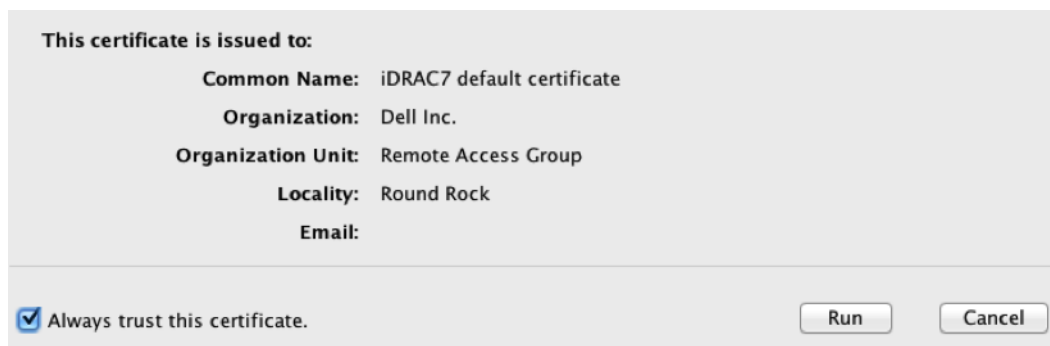 This certificate is issued to:
Common Name: iDRAC7 default certificate
Organization: Dell Inc.
Organization Unit: Remote Access Group
Locality: Round Rock
Email:
Always trust this certificate. Run Cancel